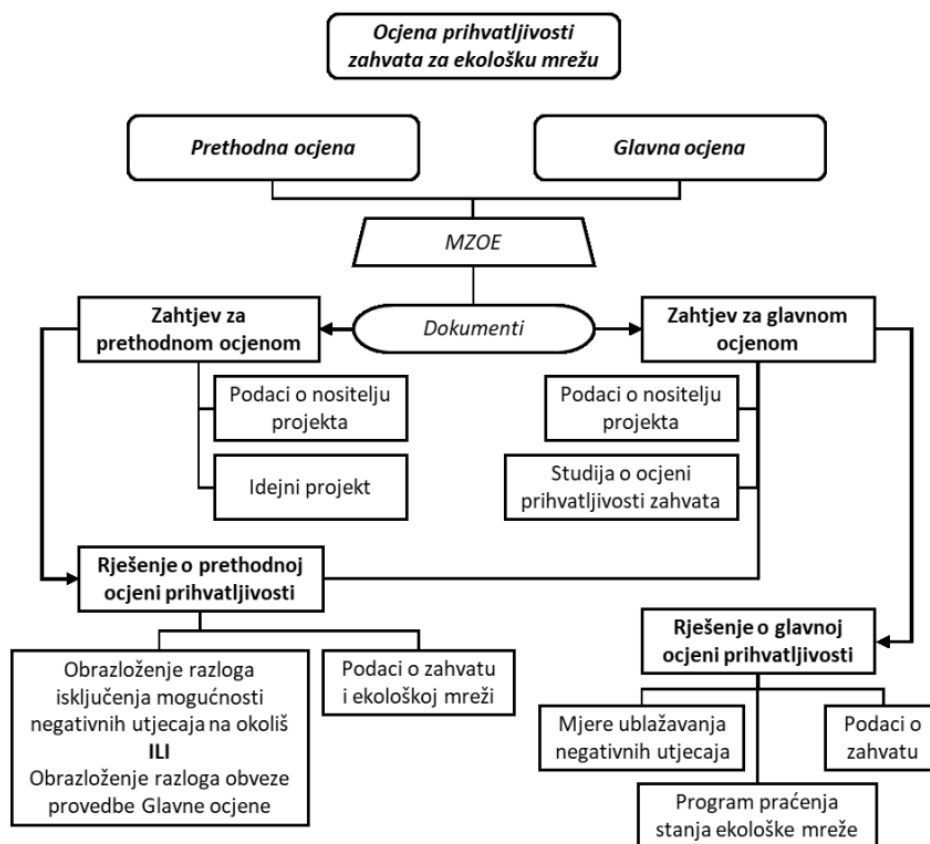 Ocjena prihvatljivosti
zahvata za ekološku mrežu
Prethodna ocjena
Glavna ocjena
MZOE
Dokumenti
Zahtjev za
prethodnom ocjenom
Zahtjev za glavnom
ocjenom
Podaci o nositelju
projekta
Idejni projekt
Podaci o nositelju
projekta
Studija o ocjeni
prihvatljivosti zahvata
Rješenje o prethodnoj
ocjeni prihvatljivosti
Obrazloženje razloga
isključenja mogućnosti
negativnih utjecaja na okoliš
ILI
Obrazloženje razloga obveze
provedbe Glavne ocjene
Podaci o zahvatu
i ekološkoj mreži
Rješenje o glavnoj
ocjeni prihvatljivosti
Mjere ublažavanja
negativnih utjecaja
Podaci o
zahvatu
Program praćenja
stanja ekološke mreže